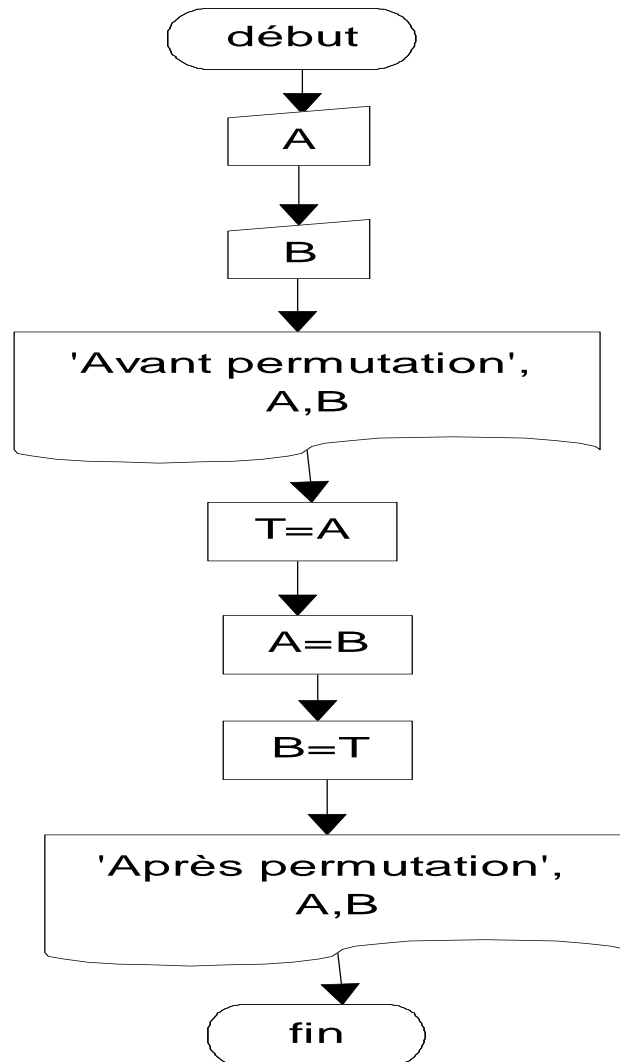 début
A
B
'Avant permutation',
A,B
T=A
A=B
B=T
'Après permutation',
A,B
fin